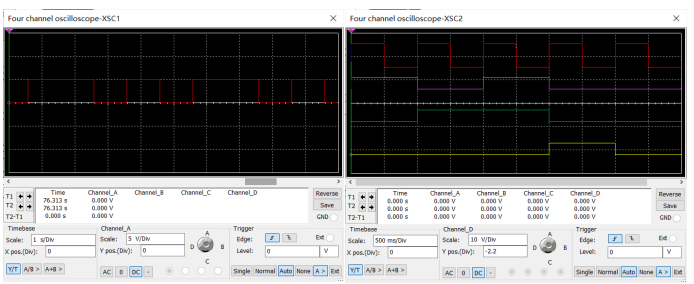 Four channel oscilloscope-XSC1
Time Channel_A Channel_B Channel_C Channel_D
T1 76.313 s 0.000 V
T2 76.313 s 0.000 V
T2-T1 0.000 s 0.000 V
Reverse
Save
GND
Timebase
Scale: 1 s/Div
X pos.(Div): 0
Y/T A/B > A+B >
Channel_A
Scale: 5 V/Div
Y pos.(Div): 0
AC 0 DC -
A
D B
C
Trigger
Edge: Ext
Level: 0 V
Single Normal Auto None A > Ext
Four channel oscilloscope-XSC2
Time Channel_A Channel_B Channel_C Channel_D
T1 0.000 s 0.000 V 0.000 V 0.000 V 0.000 V
T2 0.000 s 0.000 V 0.000 V 0.000 V 0.000 V
T2-T1 0.000 s 0.000 V 0.000 V 0.000 V 0.000 V
Reverse
Save
GND
Timebase
Scale: 500 ms/Div
X pos.(Div): 0
Y/T A/B > A+B >
Channel_D
Scale: 10 V/Div
Y pos.(Div): -2.2
AC 0 DC -
A
D B
C
Trigger
Edge: Ext
Level: 0 V
Single Normal Auto None A > Ext